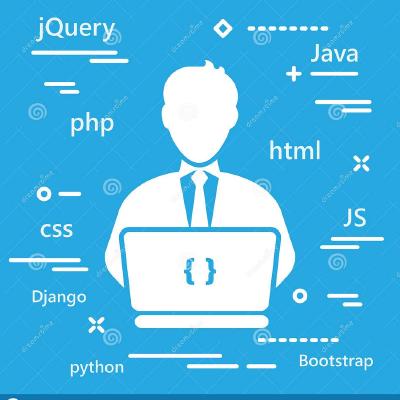 jQuery
Java
php
html
JS
css
{ }
Django
python
Bootstrap